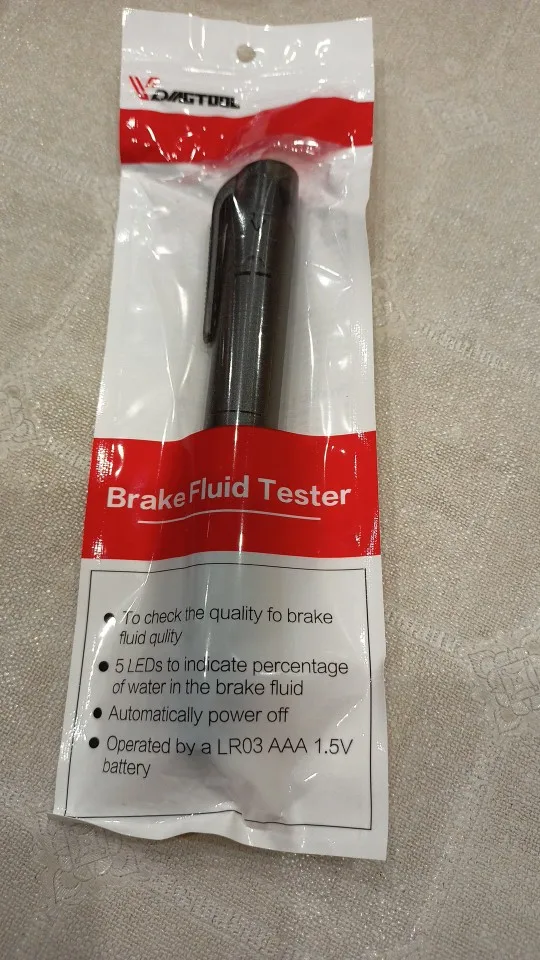 VDIAGTOOL
Brake Fluid Tester
To check the quality fo brake
fluid qulity
5 LEDs to indicate percentage
of water in the brake fluid
Automatically power off
Operated by a LR03 AAA 1.5V
battery